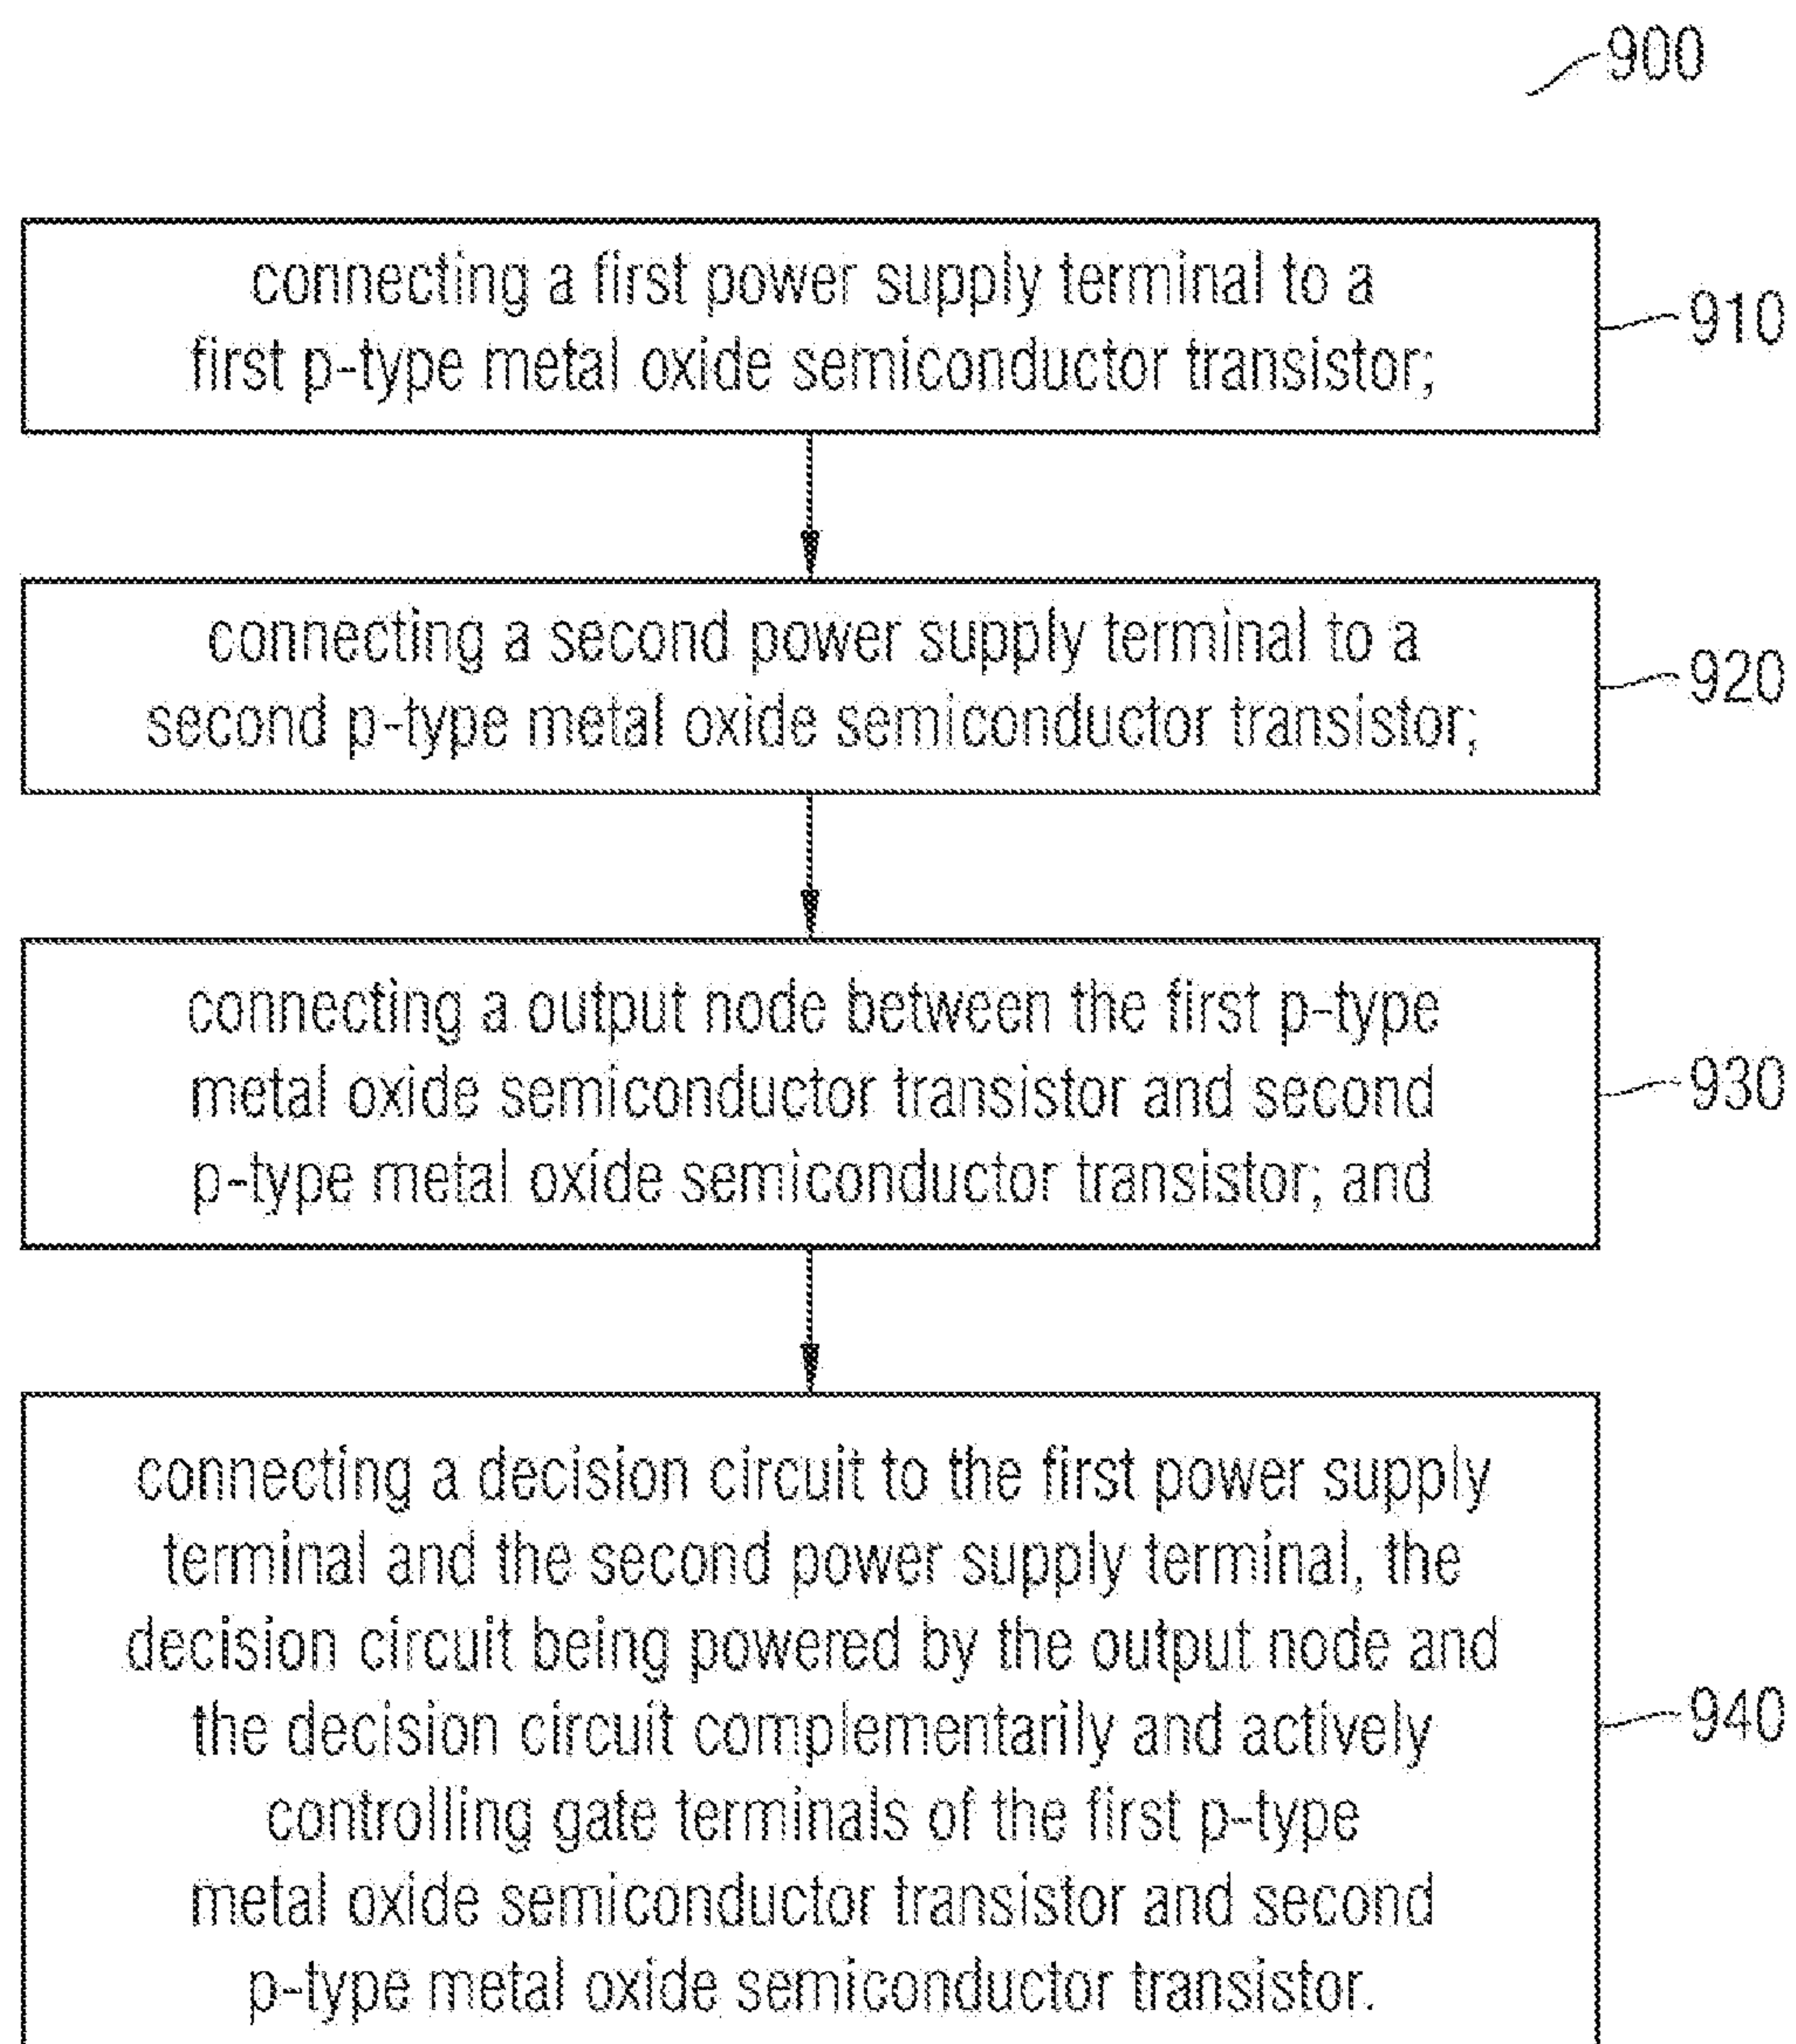 900
connecting a first power supply terminal to a
first p-type metal oxide semiconductor transistor;
910
connecting a second power supply terminal to a
second p-type metal oxide semiconductor transistor;
920
connecting a output node between the first p-type
metal oxide semiconductor transistor and second
p-type metal oxide semiconductor transistor; and
930
connecting a decision circuit to the first power supply
terminal and the second power supply terminal, the
decision circuit being powered by the output node and
the decision circuit complementarily and actively
controlling gate terminals of the first p-type
metal oxide semiconductor transistor and second
p-type metal oxide semiconductor transistor.
940